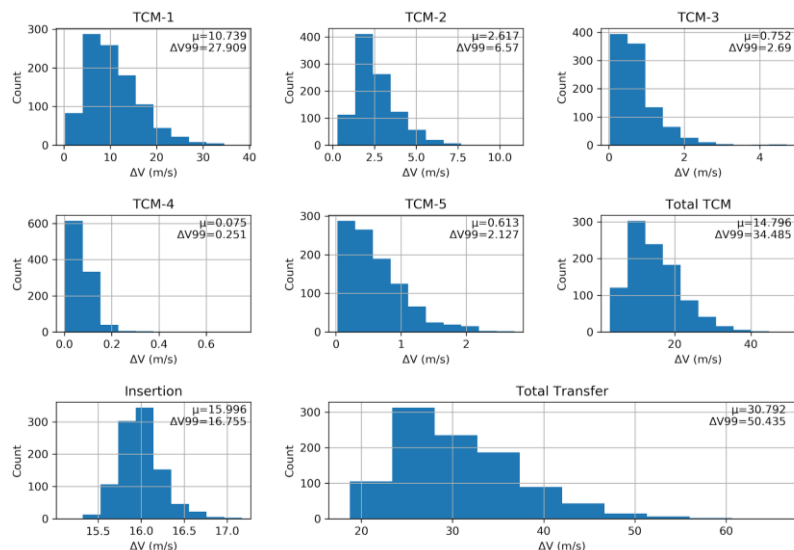 TCM-1
μ=10.739
ΔV99=27.909
300
200
100
0
Count
0 10 20 30 40
ΔV (m/s)
TCM-2
μ=2.617
ΔV99=6.57
400
300
200
100
0
Count
0.0 2.5 5.0 7.5 10.0
ΔV (m/s)
TCM-3
μ=0.752
ΔV99=2.69
400
300
200
100
0
Count
0 2 4
ΔV (m/s)
TCM-4
μ=0.075
ΔV99=0.251
600
400
200
0
Count
0.0 0.2 0.4 0.6
ΔV (m/s)
TCM-5
μ=0.613
ΔV99=2.127
300
200
100
0
Count
0 1 2
ΔV (m/s)
Total TCM
μ=14.796
ΔV99=34.485
300
200
100
0
Count
20 40
ΔV (m/s)
Insertion
μ=15.996
ΔV99=16.755
300
200
100
0
Count
15.5 16.0 16.5 17.0
ΔV (m/s)
Total Transfer
μ=30.792
ΔV99=50.435
300
200
100
0
Count
20 30 40 50 60
ΔV (m/s)